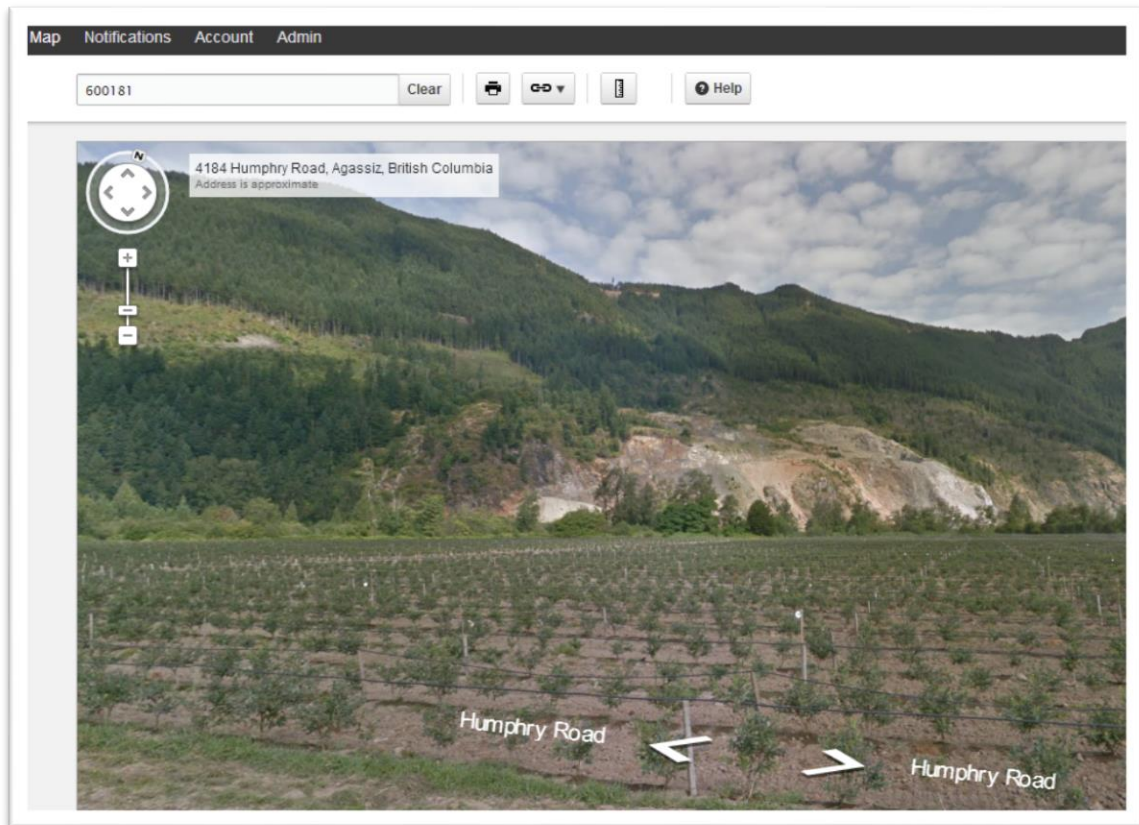 Map Notifications Account Admin
600181 Clear Help
N
4184 Humphry Road, Agassiz, British Columbia
Address is approximate
Humphry Road
Humphry Road